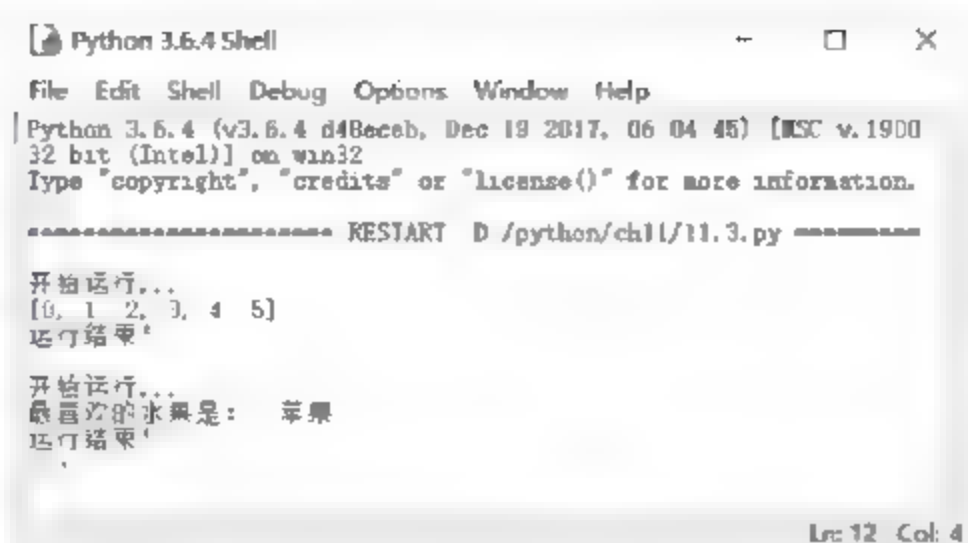 Python 3.6.4 Shell
File Edit Shell Debug Options Window Help
Python 3.6.4 (v3.6.4 d48eceb, Dec 19 2017, 06 04 45) [MSC v.1900
32 bit (Intel)] on win32
Type "copyright", "credits" or "license()" for more information.
RESTART D /python/ch11/11.3.py
开始运行...
[0, 1 2, 3, 4 5]
运行结束!
开始运行...
最喜欢的水果是: 苹果
运行结束!
Ln: 12 Col: 4